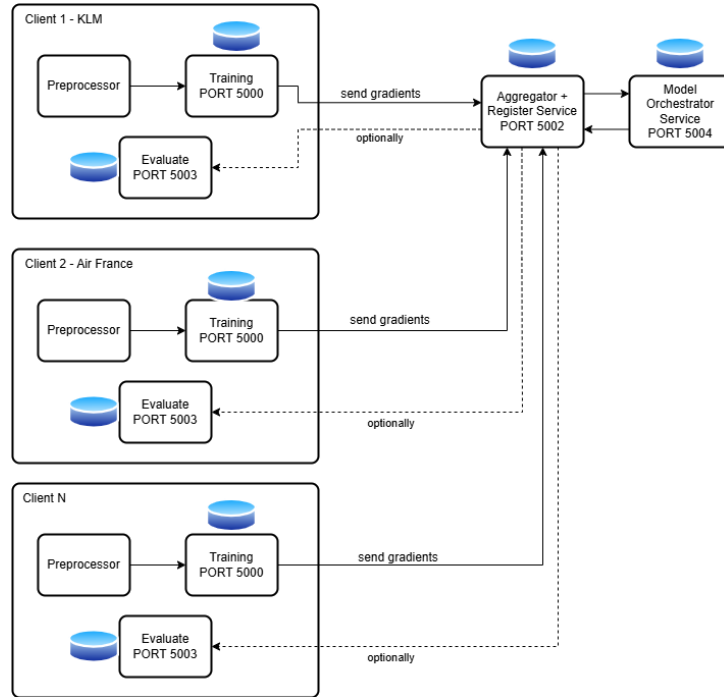 Client 1 - KLM
Preprocessor
Training
PORT 5000
send gradients
Aggregator +
Register Service
PORT 5002
Model
Orchestrator
Service
PORT 5004
optionally
Evaluate
PORT 5003
Client 2 - Air France
Preprocessor
Training
PORT 5000
send gradients
Evaluate
PORT 5003
optionally
Client N
Preprocessor
Training
PORT 5000
send gradients
Evaluate
PORT 5003
optionally